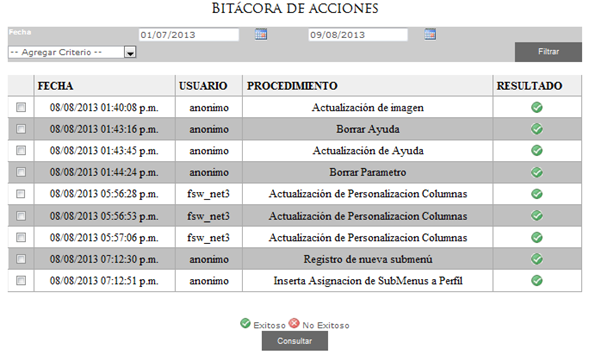 BITÁCORA DE ACCIONES
Fecha 01/07/2013 09/08/2013
-- Agregar Criterio -- Filtrar
FECHA USUARIO PROCEDIMIENTO RESULTADO
08/08/2013 01:40:08 p.m. anonimo Actualización de imagen
08/08/2013 01:43:16 p.m. anonimo Borrar Ayuda
08/08/2013 01:43:45 p.m. anonimo Actualización de Ayuda
08/08/2013 01:44:24 p.m. anonimo Borrar Parametro
08/08/2013 05:56:28 p.m. fsw_net3 Actualización de Personalizacion Columnas
08/08/2013 05:56:53 p.m. fsw_net3 Actualización de Personalizacion Columnas
08/08/2013 05:57:06 p.m. fsw_net3 Actualización de Personalizacion Columnas
08/08/2013 07:12:30 p.m. anonimo Registro de nueva submenú
08/08/2013 07:12:51 p.m. anonimo Inserta Asignacion de SubMenus a Perfil
Exitoso No Exitoso
Consultar